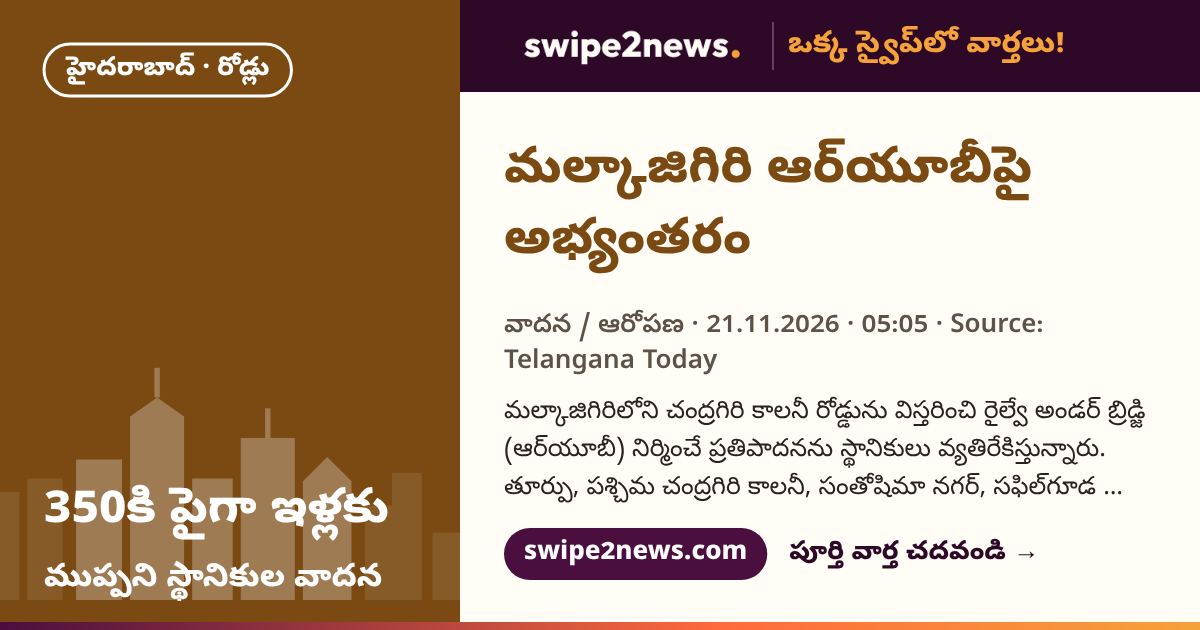 హైదరాబాద్ · రోడ్లు
350కి పైగా ఇళ్లకు
ముప్పని స్థానికుల వాదన
swipe2news.
ఒక్క స్వైప్‌లో వార్తలు!
మల్కాజిగిరి ఆర్‌యూబీపై
అభ్యంతరం
వాదన / ఆరోపణ · 21.11.2026 · 05:05 · Source:
Telangana Today
మల్కాజిగిరిలోని చంద్రగిరి కాలనీ రోడ్డును విస్తరించి రైల్వే అండర్ బ్రిడ్జి
(ఆర్‌యూబీ) నిర్మించే ప్రతిపాదనను స్థానికులు వ్యతిరేకిస్తున్నారు.
తూర్పు, పశ్చిమ చంద్రగిరి కాలనీ, సంతోషిమా నగర్, సఫిల్‌గూడ ...
swipe2news.com
పూర్తి వార్త చదవండి →